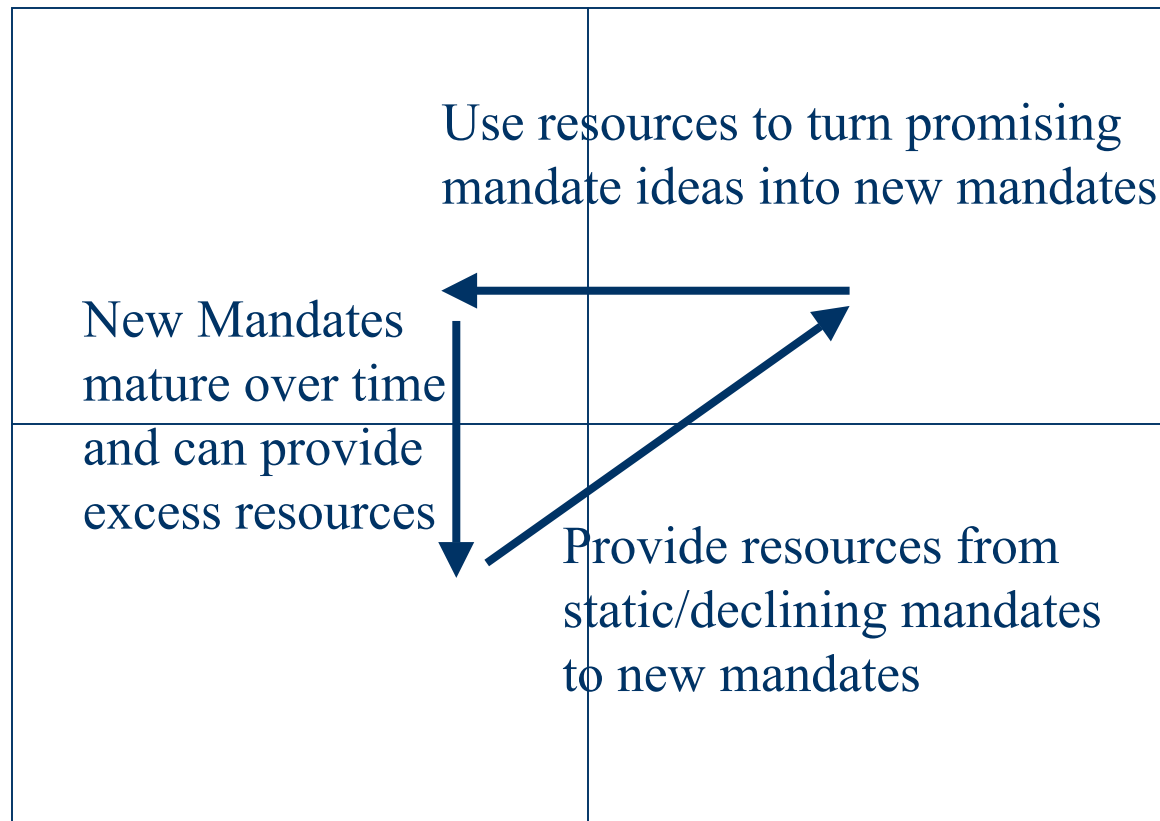 Use resources to turn promising
mandate ideas into new mandates
New Mandates
mature over time
and can provide
excess resources
Provide resources from
static/declining mandates
to new mandates